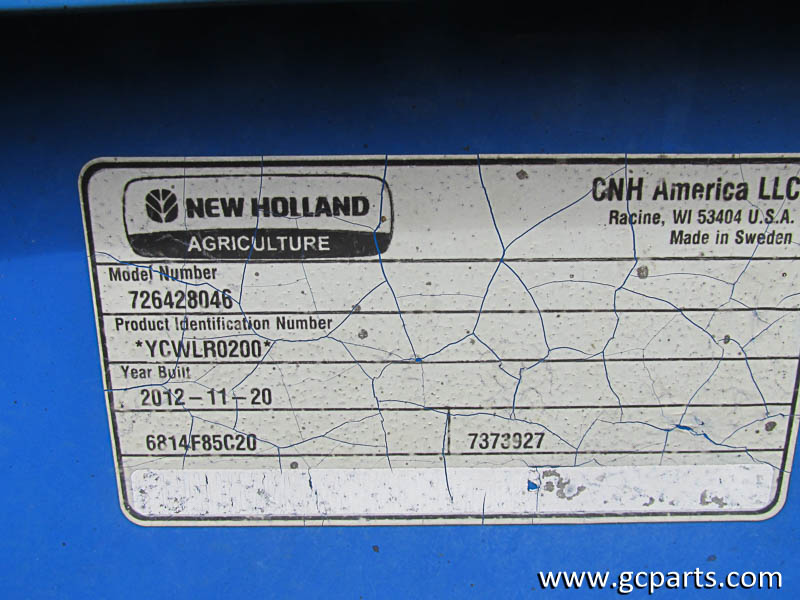 NEW HOLLAND
AGRICULTURE
CNH America LLC
Racine, WI 53404 U.S.A.
Made in Sweden
Model Number
726428046
Product Identification Number
*YCWLR0200*
Year Built
2012-11-20
6814F85C20
7373927
www.gcparts.com